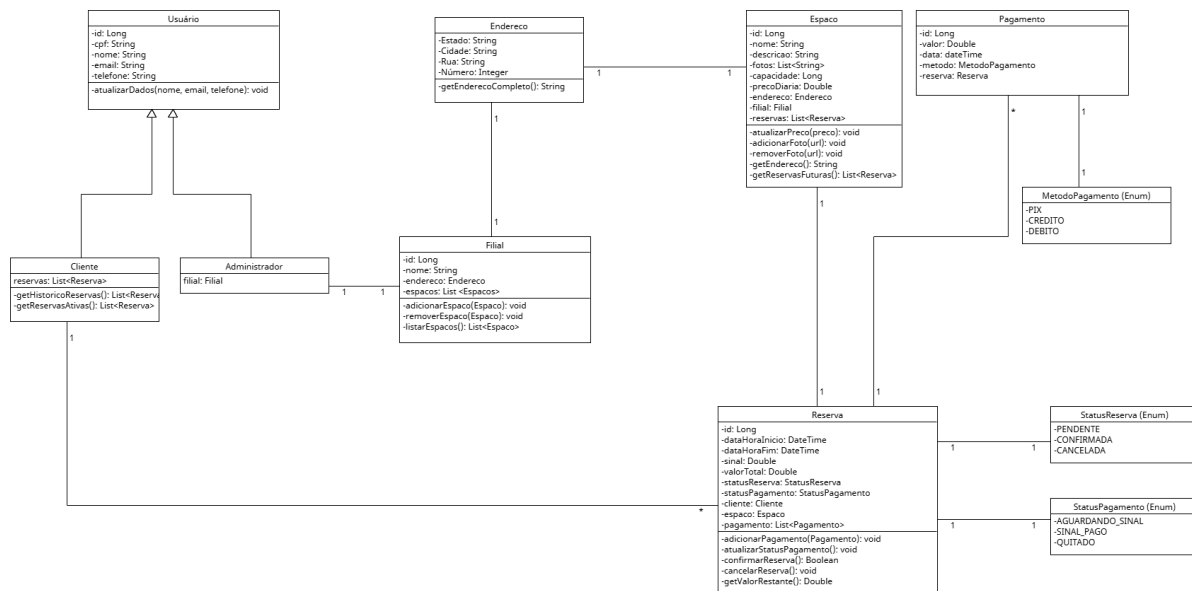 Usuário
-id: Long
-cpf: String
-nome: String
-email: String
-telefone: String
-atualizarDados(nome, email, telefone): void
Endereco
-Estado: String
-Cidade: String
-Rua: String
-Número: Integer
-getEnderecoCompleto(): String
1
1
1
1
Espaco
-id: Long
-nome: String
-descricao: String
-fotos: List<String>
-capacidade: Long
-precoDiaria: Double
-endereco: Endereco
-filial: Filial
-reservas: List<Reserva>
-atualizarPreco(preco): void
-adicionarFoto(url): void
-removerFoto(url): void
-getEndereco(): String
-getReservasFuturas(): List<Reserva>
1
1
Pagamento
-id: Long
-valor: Double
-data: dateTime
-metodo: MetodoPagamento
-reserva: Reserva
*
1
1
1
MetodoPagamento (Enum)
-PIX
-CREDITO
-DEBITO
Cliente
reservas: List<Reserva>
-getHistoricoReservas(): List<Reserva
-getReservasAtivas(): List<Reserva>
1
*
Administrador
filial: Filial
1
1
Filial
-id: Long
-nome: String
-endereco: Endereco
-espacos: List <Espacos>
-adicionarEspaco(Espaco): void
-removerEspaco(Espaco): void
-listarEspacos(): List<Espaco>
Reserva
-id: Long
-dataHoraInicio: DateTime
-dataHoraFim: DateTime
-sinal: Double
-valorTotal: Double
-statusReserva: StatusReserva
-statusPagamento: StatusPagamento
-cliente: Cliente
-espaco: Espaco
-pagamento: List<Pagamento>
-adicionarPagamento(Pagamento): void
-atualizarStatusPagamento(): void
-confirmarReserva(): Boolean
-cancelarReserva(): void
-getValorRestante(): Double
1
1
StatusReserva (Enum)
-PENDENTE
-CONFIRMADA
-CANCELADA
1
1
StatusPagamento (Enum)
-AGUARDANDO_SINAL
-SINAL_PAGO
-QUITADO